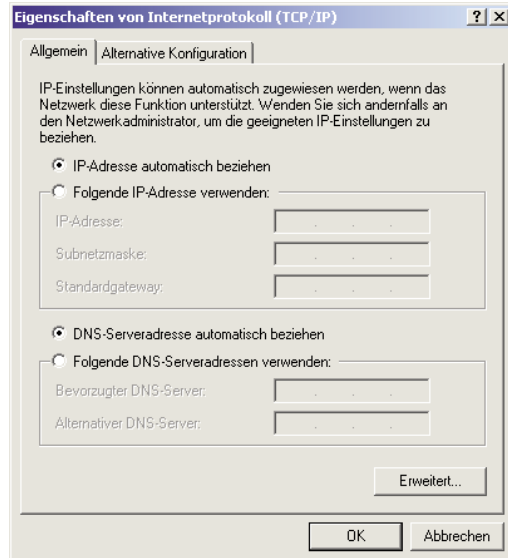 Eigenschaften von Internetprotokoll (TCP/IP)
Allgemein
Alternative Konfiguration
IP-Einstellungen können automatisch zugewiesen werden, wenn das
Netzwerk diese Funktion unterstützt. Wenden Sie sich andernfalls an
den Netzwerkadministrator, um die geeigneten IP-Einstellungen zu
beziehen.
IP-Adresse automatisch beziehen
Folgende IP-Adresse verwenden:
IP-Adresse:
Subnetzmaske:
Standardgateway:
DNS-Serveradresse automatisch beziehen
Folgende DNS-Serveradressen verwenden:
Bevorzugter DNS-Server:
Alternativer DNS-Server:
Erweitert...
OK
Abbrechen